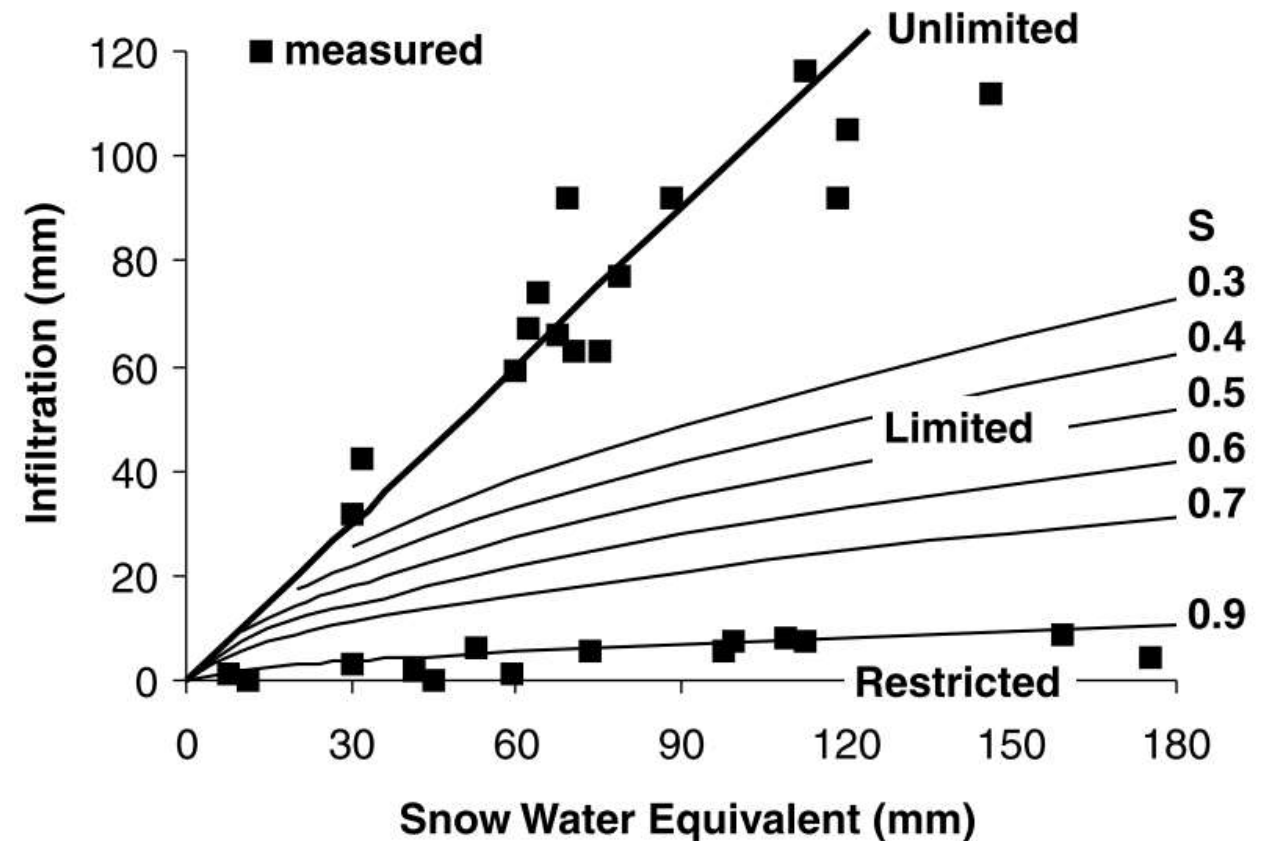 Unlimited
measured
120
100
80
60
40
20
0
Infiltration (mm)
S
0.3
0.4
0.5
0.6
0.7
0.9
Limited
Restricted
0 30 60 90 120 150 180
Snow Water Equivalent (mm)